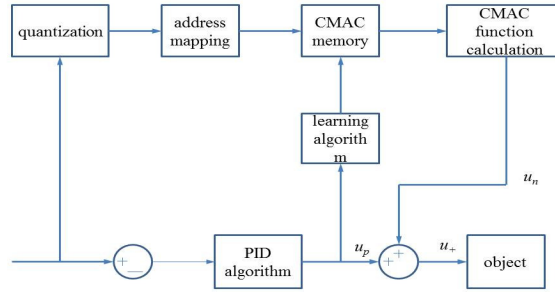 quantization
address
mapping
CMAC
memory
CMAC
function
calculation
learning
algorith
m
u_n
+
—
PID
algorithm
u_p
+
+
u_+
object